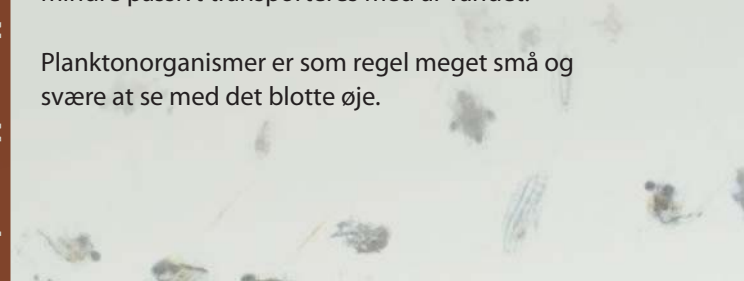 Planktonorganismer er som regel meget små og
svære at se med det blotte øje.